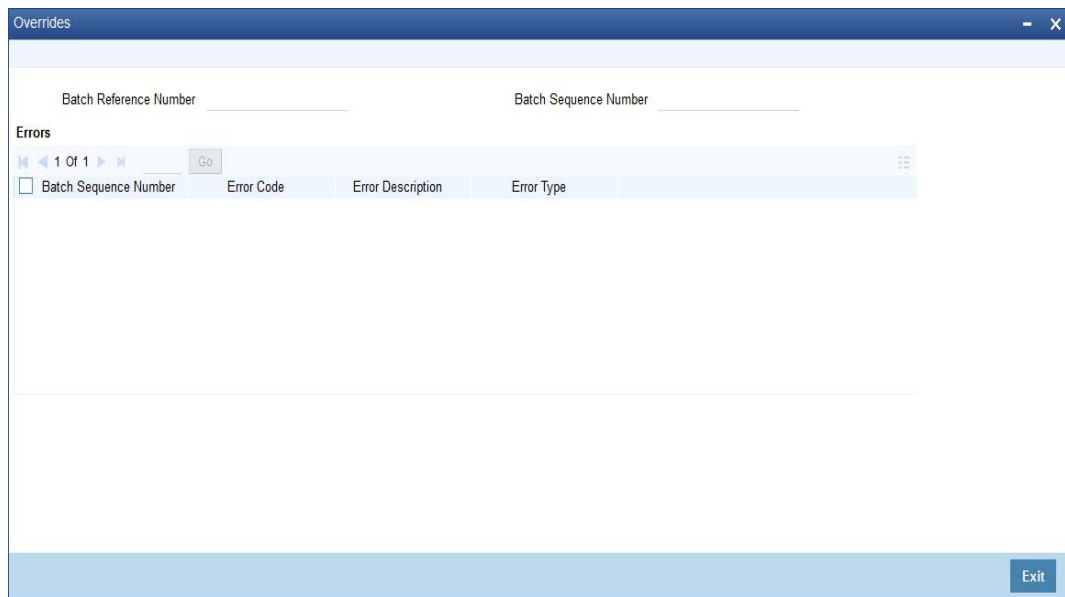 Overrides
Batch Reference Number
Batch Sequence Number
Errors
1 Of 1
Go
Batch Sequence Number Error Code Error Description Error Type
Exit